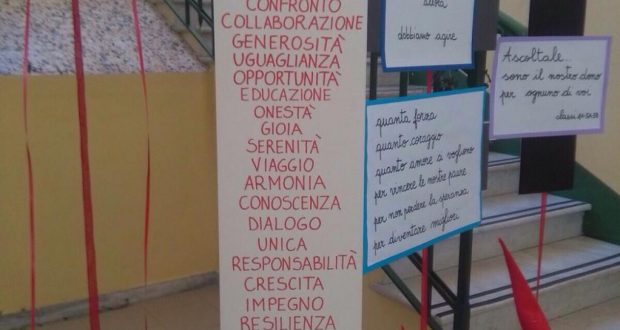 CONFRONTO
COLLABORAZIONE
GENEROSITÀ
UGUAGLIANZA
OPPORTUNITÀ
EDUCAZIONE
ONESTÀ
GIOIA
SERENITÀ
VIAGGIO
ARMONIA
CONOSCENZA
DIALOGO
UNICA
RESPONSABILITÀ
CRESCITA
IMPEGNO
RESILIENZA
dobbiamo agire
quanta forza
quanto coraggio
quanto amore ci vogliono
per vincere le nostre paure
per non perdere la speranza
per diventare migliori
Ascoltale...
sono il nostro dono
per ognuno di voi
classi